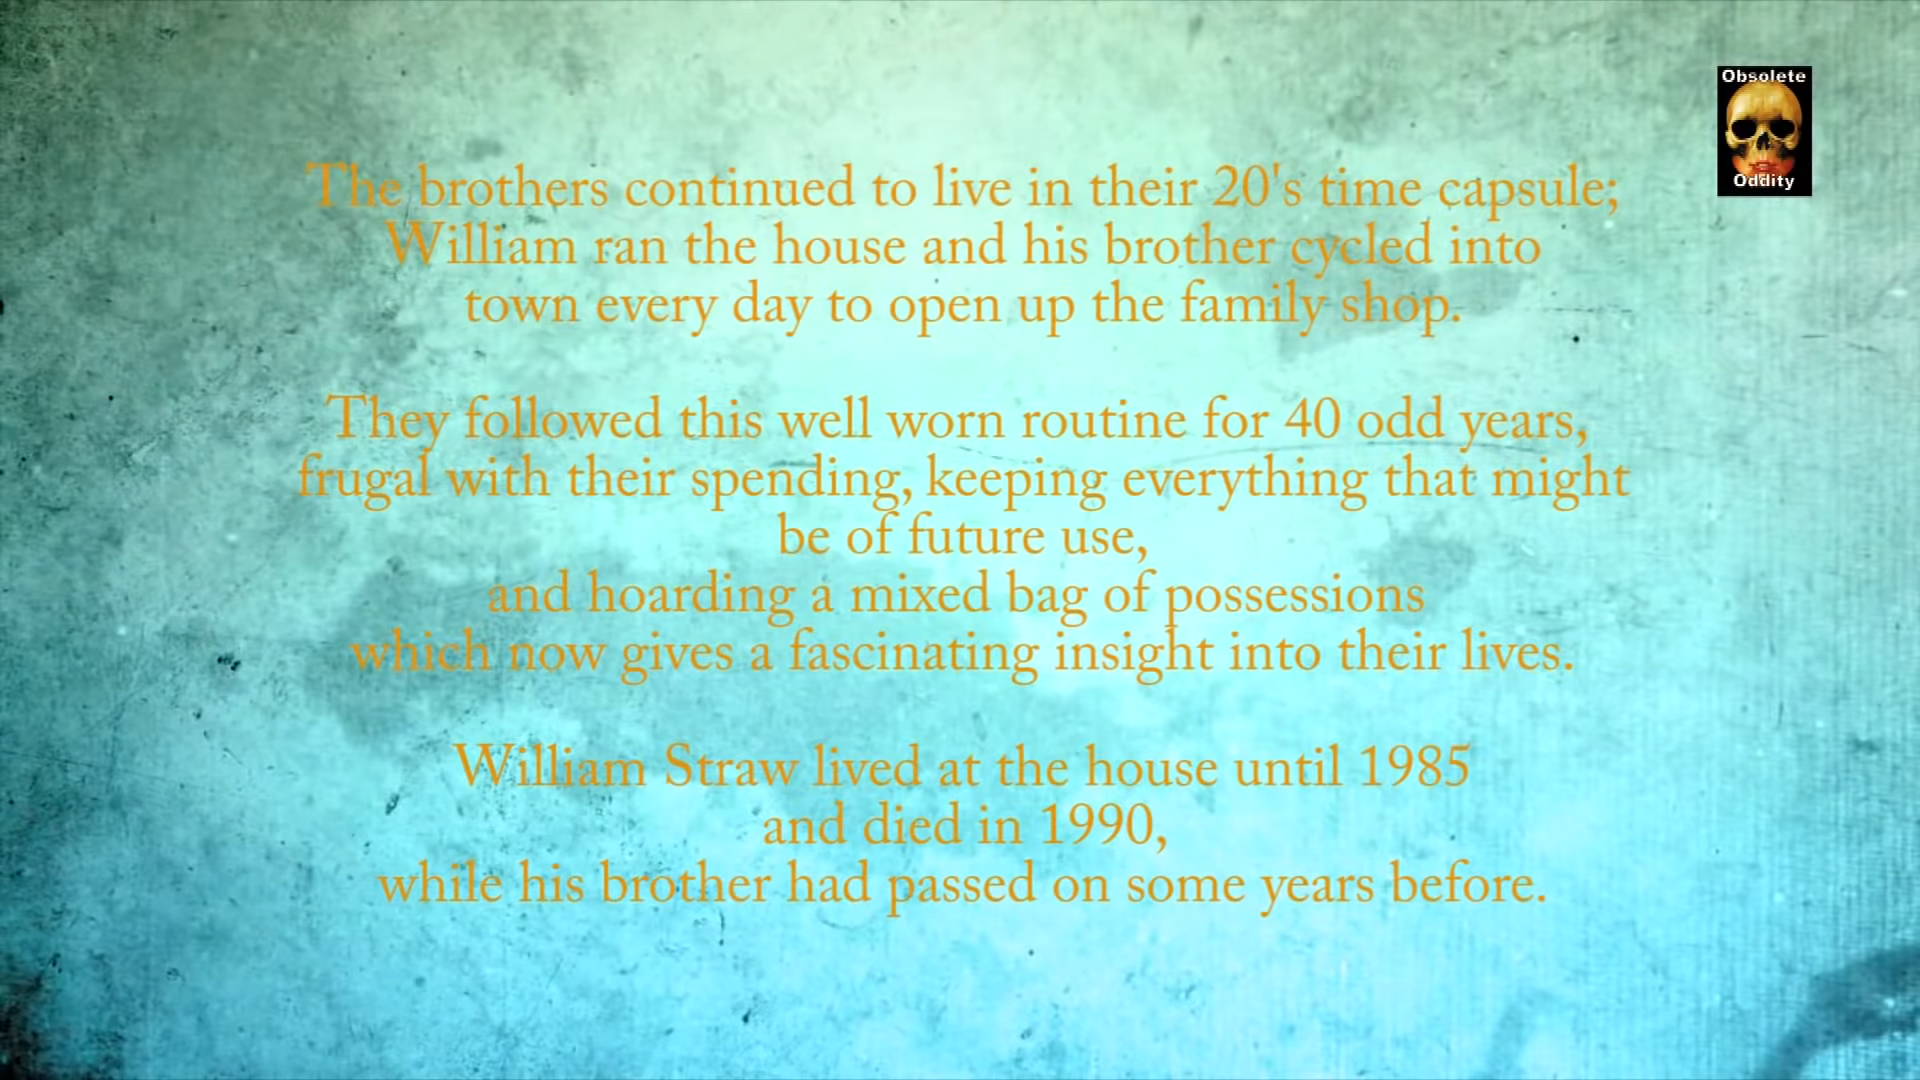 Obsolete
Oddity
The brothers continued to live in their 20's time capsule;
William ran the house and his brother cycled into
town every day to open up the family shop.
They followed this well worn routine for 40 odd years,
frugal with their spending, keeping everything that might
be of future use,
and hoarding a mixed bag of possessions
which now gives a fascinating insight into their lives.
William Straw lived at the house until 1985
and died in 1990,
while his brother had passed on some years before.